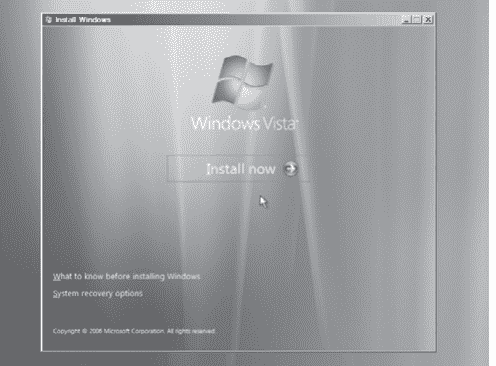 Install Windows
Windows Vista
Install now
What to know before installing Windows
System recovery options
Copyright © 2006 Microsoft Corporation. All rights reserved.